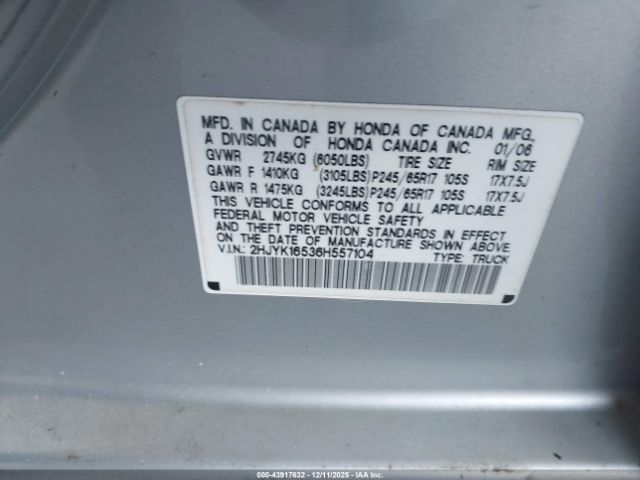 MFD. IN CANADA BY HONDA OF CANADA MFG.,
A DIVISION OF HONDA CANADA INC. 01/06
GVWR 2745KG (6050LBS) TIRE SIZE RIM SIZE
GAWR F 1410KG (3105LBS)P245/65R17 105S 17X7.5J
GAWR R 1475KG (3245LBS)P245/65R17 105S 17X7.5J
THIS VEHICLE CONFORMS TO ALL APPLICABLE
FEDERAL MOTOR VEHICLE SAFETY
AND THEFT PREVENTION STANDARDS IN EFFECT
ON THE DATE OF MANUFACTURE SHOWN ABOVE.
V.I.N.: 2HJYK16536H557104 TYPE: TRUCK
000-43917632 - 12/11/2025 - IAA Inc.